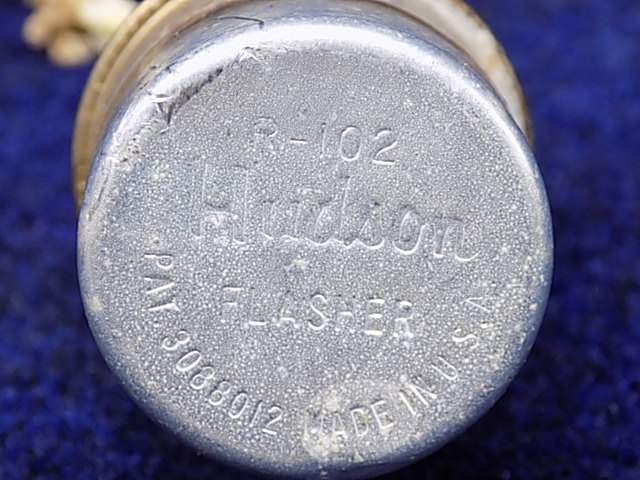 R-102
Hudson
FLASHER
PAT. 3088012 MADE IN U.S.A.